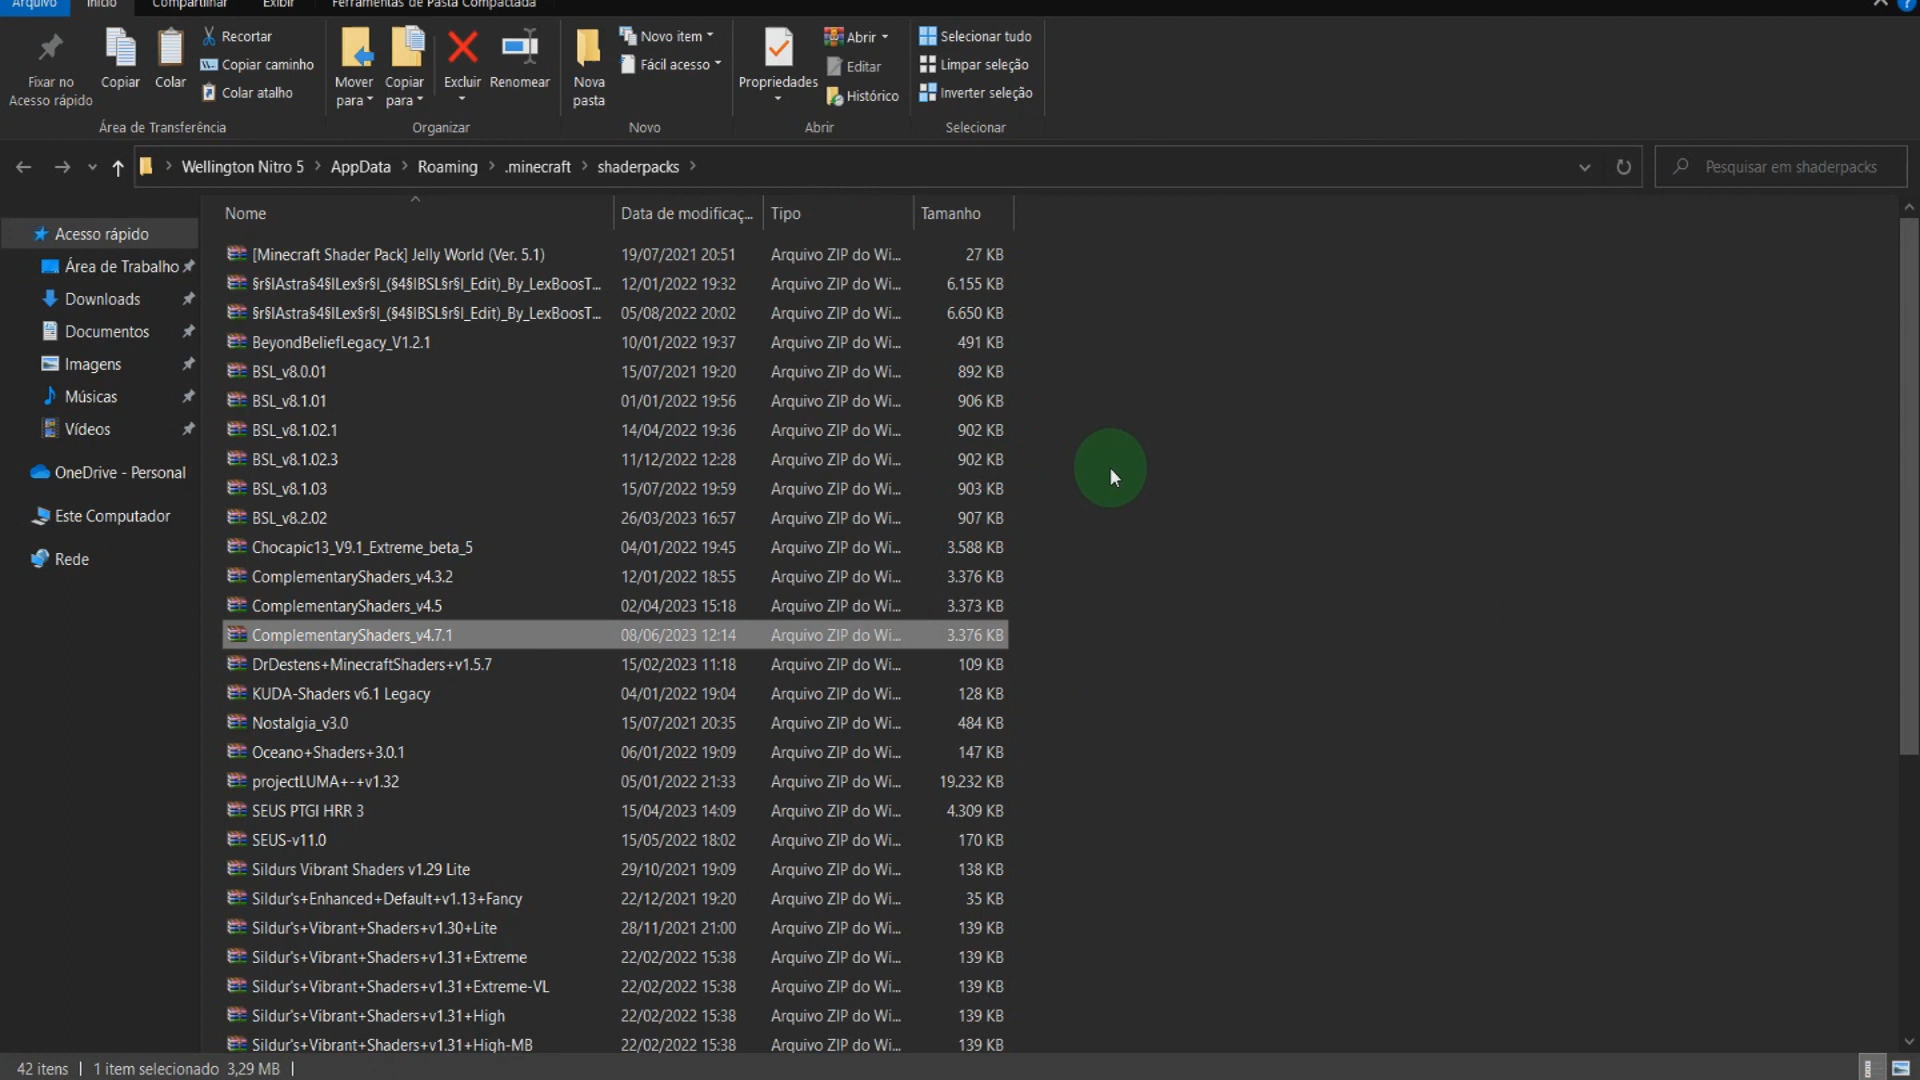 Arquivo Início Compartilhar Exibir Ferramentas de Pasta Compactada
Fixar no Acesso rápido
Copiar
Colar
Recortar
Copiar caminho
Colar atalho
Área de Transferência
Mover para
Copiar para
Excluir
Renomear
Organizar
Nova pasta
Novo item
Fácil acesso
Novo
Propriedades
Abrir
Editar
Histórico
Abrir
Selecionar tudo
Limpar seleção
Inverter seleção
Selecionar
Wellington Nitro 5 AppData Roaming .minecraft shaderpacks
Pesquisar em shaderpacks
Acesso rápido
Área de Trabalho
Downloads
Documentos
Imagens
Músicas
Vídeos
OneDrive - Personal
Este Computador
Rede
Nome Data de modificaç... Tipo Tamanho
[Minecraft Shader Pack] Jelly World (Ver. 5.1) 19/07/2021 20:51 Arquivo ZIP do Wi... 27 KB
§r§lAstra§4§lLex§r§l_(§4§lBSL§r§l_Edit)_By_LexBoosT... 12/01/2022 19:32 Arquivo ZIP do Wi... 6.155 KB
§r§lAstra§4§lLex§r§l_(§4§lBSL§r§l_Edit)_By_LexBoosT... 05/08/2022 20:02 Arquivo ZIP do Wi... 6.650 KB
BeyondBeliefLegacy_V1.2.1 10/01/2022 19:37 Arquivo ZIP do Wi... 491 KB
BSL_v8.0.01 15/07/2021 19:20 Arquivo ZIP do Wi... 892 KB
BSL_v8.1.01 01/01/2022 19:56 Arquivo ZIP do Wi... 906 KB
BSL_v8.1.02.1 14/04/2022 19:36 Arquivo ZIP do Wi... 902 KB
BSL_v8.1.02.3 11/12/2022 12:28 Arquivo ZIP do Wi... 902 KB
BSL_v8.1.03 15/07/2022 19:59 Arquivo ZIP do Wi... 903 KB
BSL_v8.2.02 26/03/2023 16:57 Arquivo ZIP do Wi... 907 KB
Chocapic13_V9.1_Extreme_beta_5 04/01/2022 19:45 Arquivo ZIP do Wi... 3.588 KB
ComplementaryShaders_v4.3.2 12/01/2022 18:55 Arquivo ZIP do Wi... 3.376 KB
ComplementaryShaders_v4.5 02/04/2023 15:18 Arquivo ZIP do Wi... 3.373 KB
ComplementaryShaders_v4.7.1 08/06/2023 12:14 Arquivo ZIP do Wi... 3.376 KB
DrDestens+MinecraftShaders+v1.5.7 15/02/2023 11:18 Arquivo ZIP do Wi... 109 KB
KUDA-Shaders v6.1 Legacy 04/01/2022 19:04 Arquivo ZIP do Wi... 128 KB
Nostalgia_v3.0 15/07/2021 20:35 Arquivo ZIP do Wi... 484 KB
Oceano+Shaders+3.0.1 06/01/2022 19:09 Arquivo ZIP do Wi... 147 KB
projectLUMA+-+v1.32 05/01/2022 21:33 Arquivo ZIP do Wi... 19.232 KB
SEUS PTGI HRR 3 15/04/2023 14:09 Arquivo ZIP do Wi... 4.309 KB
SEUS-v11.0 15/05/2022 18:02 Arquivo ZIP do Wi... 170 KB
Sildurs Vibrant Shaders v1.29 Lite 29/10/2021 19:09 Arquivo ZIP do Wi... 138 KB
Sildur's+Enhanced+Default+v1.13+Fancy 22/12/2021 19:20 Arquivo ZIP do Wi... 35 KB
Sildur's+Vibrant+Shaders+v1.30+Lite 28/11/2021 21:00 Arquivo ZIP do Wi... 139 KB
Sildur's+Vibrant+Shaders+v1.31+Extreme 22/02/2022 15:38 Arquivo ZIP do Wi... 139 KB
Sildur's+Vibrant+Shaders+v1.31+Extreme-VL 22/02/2022 15:38 Arquivo ZIP do Wi... 139 KB
Sildur's+Vibrant+Shaders+v1.31+High 22/02/2022 15:38 Arquivo ZIP do Wi... 139 KB
Sildur's+Vibrant+Shaders+v1.31+High-MB 22/02/2022 15:38 Arquivo ZIP do Wi... 139 KB
42 itens 1 item selecionado 3,29 MB